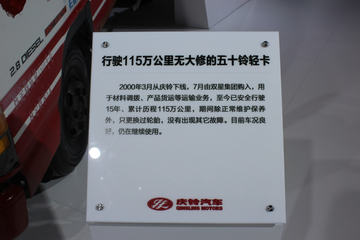 2.8 DIESEL
行驶115万公里无大修的五十铃轻卡
2000年3月从庆铃下线，7月由双星集团购入，用
于材料调拨、产品货运等运输业务，至今已安全行驶
15年、累计历程115万公里，期间除正常维护保养
外，只更换过轮胎，没有出现其它故障。目前车况良
好，仍在继续使用。
庆铃汽车
QINGLING MOTORS